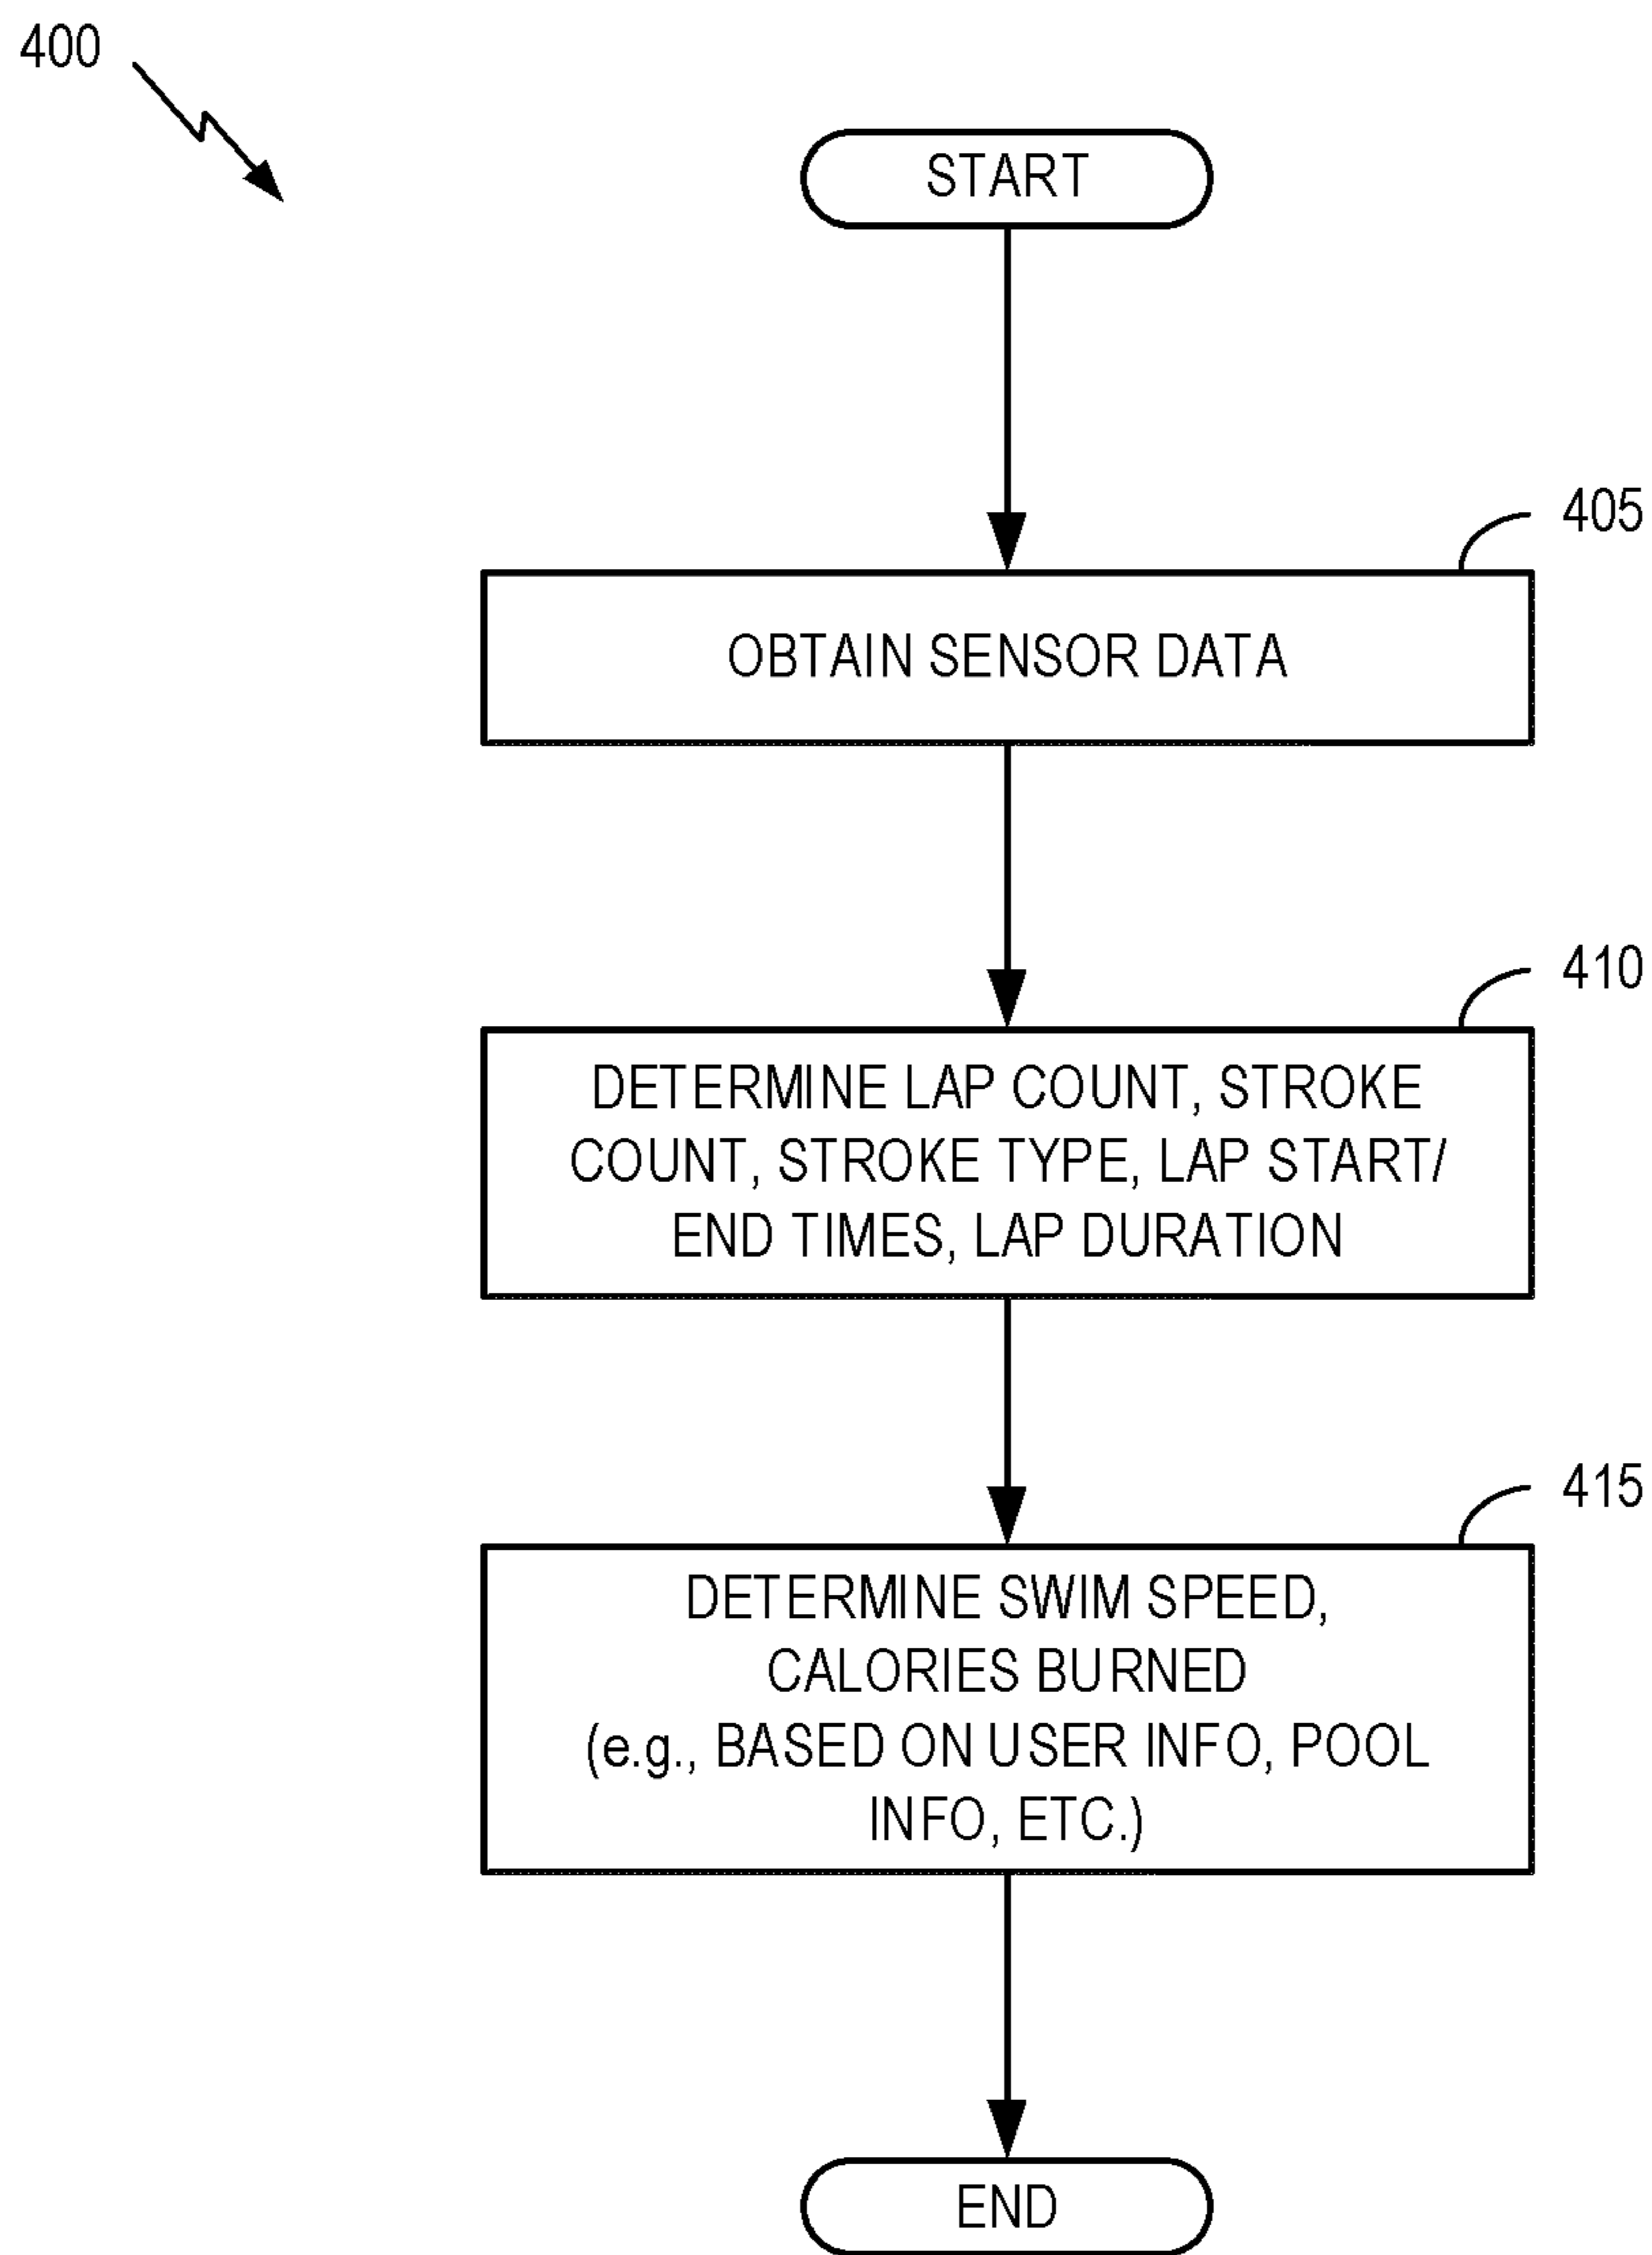 400
START
405
OBTAIN SENSOR DATA
410
DETERMINE LAP COUNT, STROKE
COUNT, STROKE TYPE, LAP START/
END TIMES, LAP DURATION
415
DETERMINE SWIM SPEED,
CALORIES BURNED
(e.g., BASED ON USER INFO, POOL
INFO, ETC.)
END